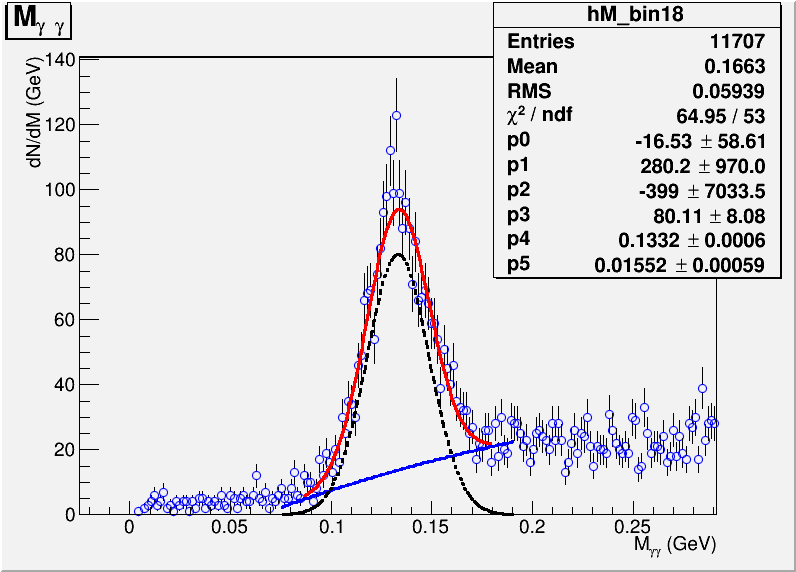 M γ γ
hM_bin18
Entries 11707
Mean 0.1663
RMS 0.05939
χ² / ndf 64.95 / 53
p0 -16.53 ± 58.61
p1 280.2 ± 970.0
p2 -399 ± 7033.5
p3 80.11 ± 8.08
p4 0.1332 ± 0.0006
p5 0.01552 ± 0.00059
dN/dM (GeV)
140
120
100
80
60
40
20
0
0 0.05 0.1 0.15 0.2 0.25
Mγγ (GeV)